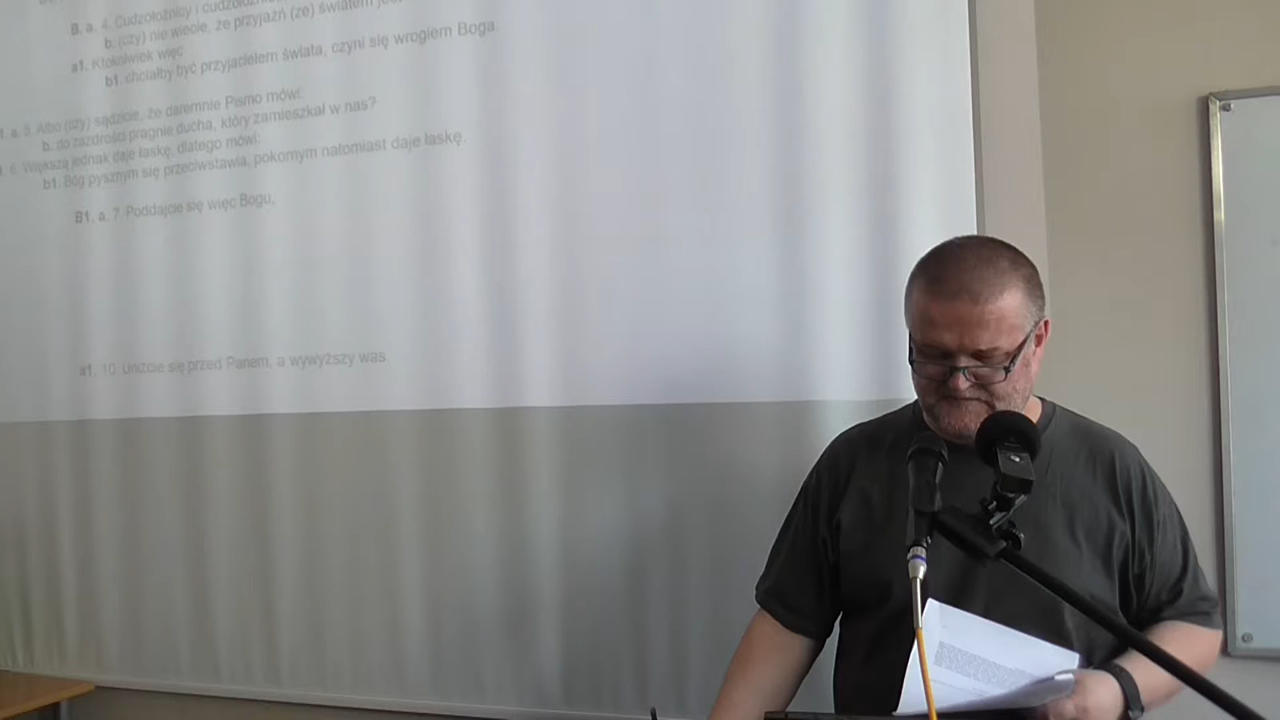 B. a. 4. Cudzołożnicy i
b. (czy) nie wiecie, że przyjaźń (ze) światem
a1. Ktokolwiek więc
b1. chciałby być przyjacielem świata, czyni się wrogiem Boga.
a. 5. Albo (czy) sądzicie, że daremnie Pismo mówi:
b. do zazdrości pragnie ducha, który zamieszkał w nas?
6. Większą jednak daje łaskę, dlatego mówi:
b1. Bóg pysznym się przeciwstawia, pokornym natomiast daje łaskę.
B1. a. 7. Poddajcie się więc Bogu,
a1. 10. Uniżcie się przed Panem, a wywyższy was.